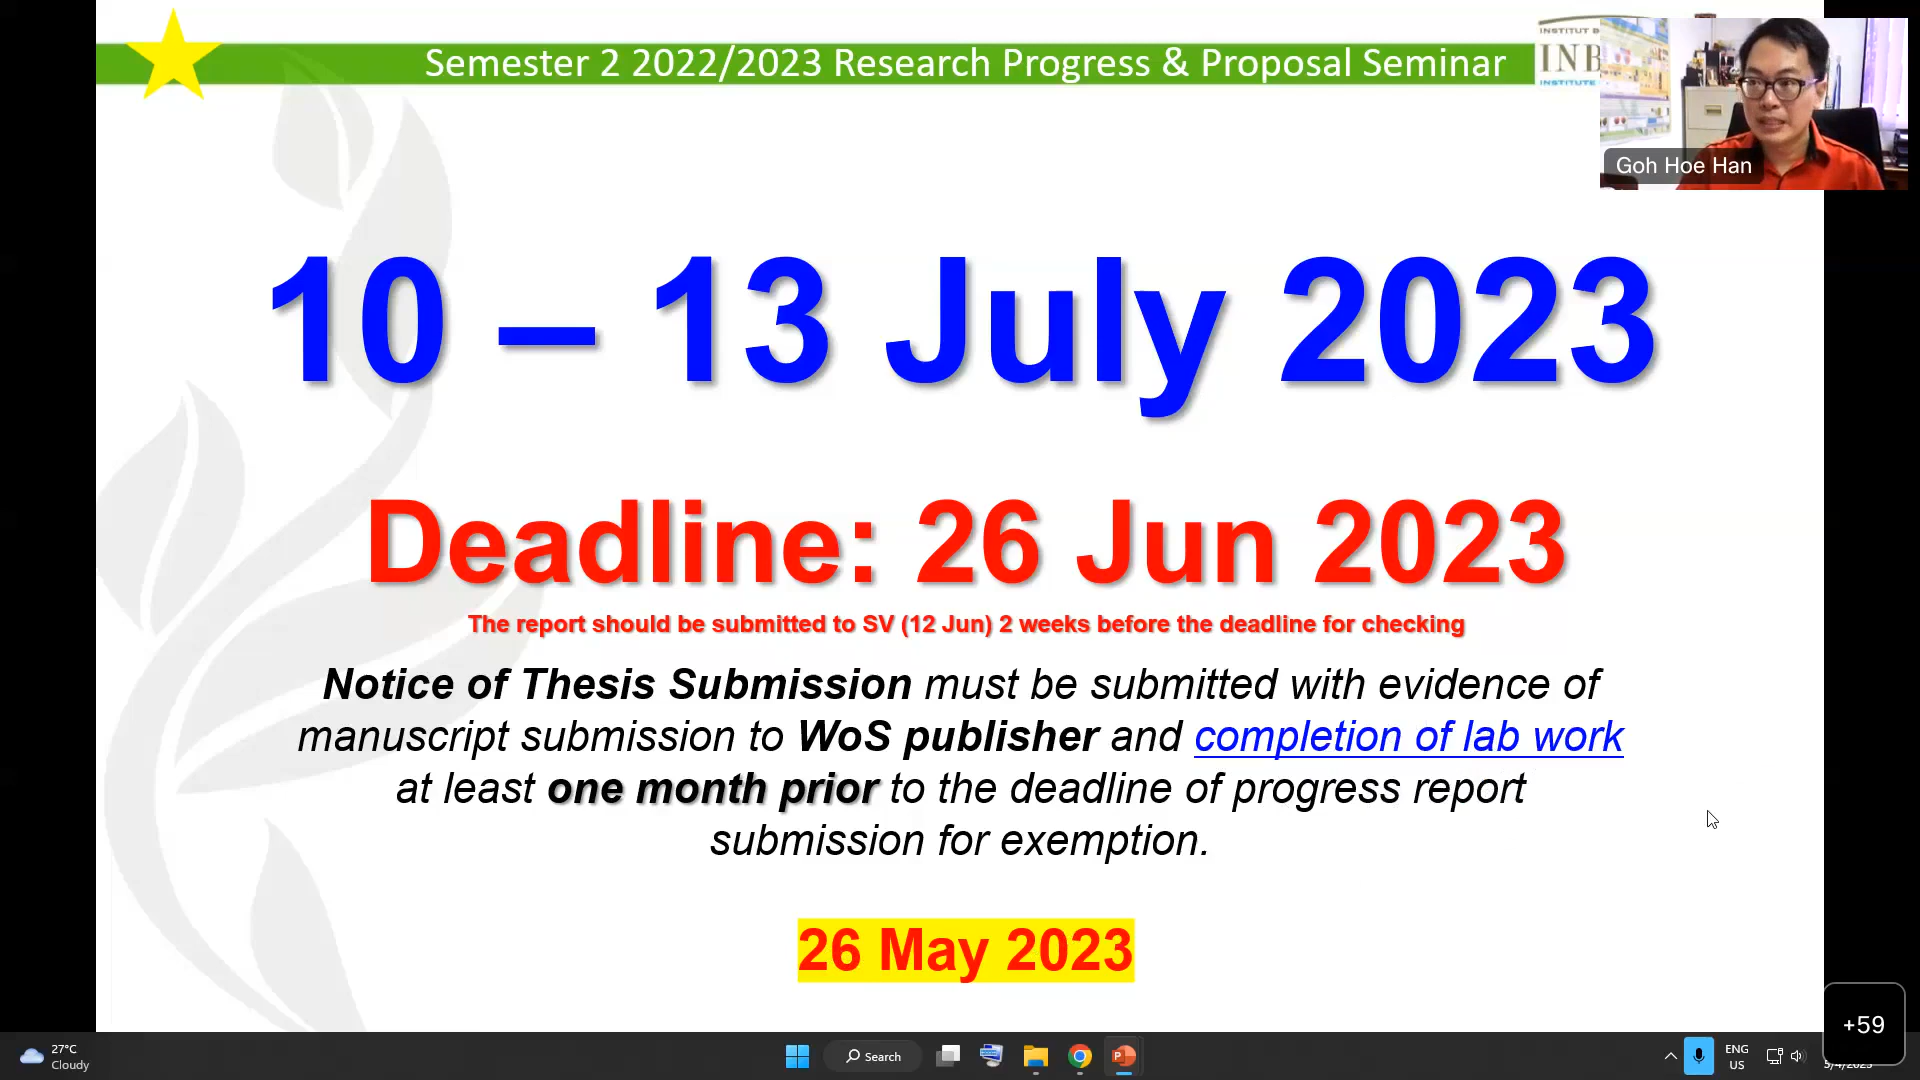 Semester 2 2022/2023 Research Progress & Proposal Seminar
INSTITUT B
INB
INSTITUTE
Goh Hoe Han
10 – 13 July 2023
Deadline: 26 Jun 2023
The report should be submitted to SV (12 Jun) 2 weeks before the deadline for checking
Notice of Thesis Submission must be submitted with evidence of
manuscript submission to WoS publisher and completion of lab work
at least one month prior to the deadline of progress report
submission for exemption.
26 May 2023
+59
27°C
Cloudy
Search
ENG
US